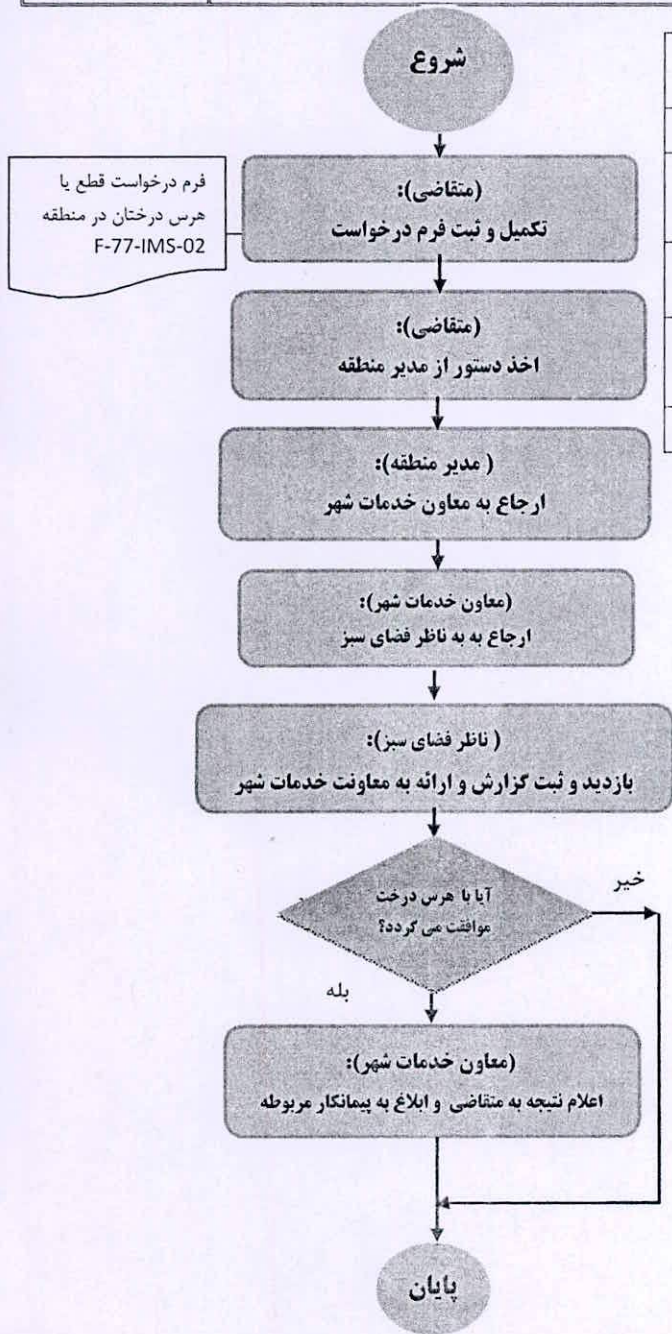 شروع
فرم درخواست قطع یا
هرس درختان در منطقه
F-77-IMS-02
(متقاضی):
تکمیل و ثبت فرم درخواست
(متقاضی):
اخذ دستور از مدیر منطقه
( مدیر منطقه):
ارجاع به معاون خدمات شهر
(معاون خدمات شهر):
ارجاع به به ناظر فضای سبز
( ناظر فضای سبز):
بازدید و ثبت گزارش و ارائه به معاونت خدمات شهر
آیا با هرس درخت
موافقت می گردد؟
خیر
بله
(معاون خدمات شهر):
اعلام نتیجه به متقاضی و ابلاغ به پیمانکار مربوطه
پایان